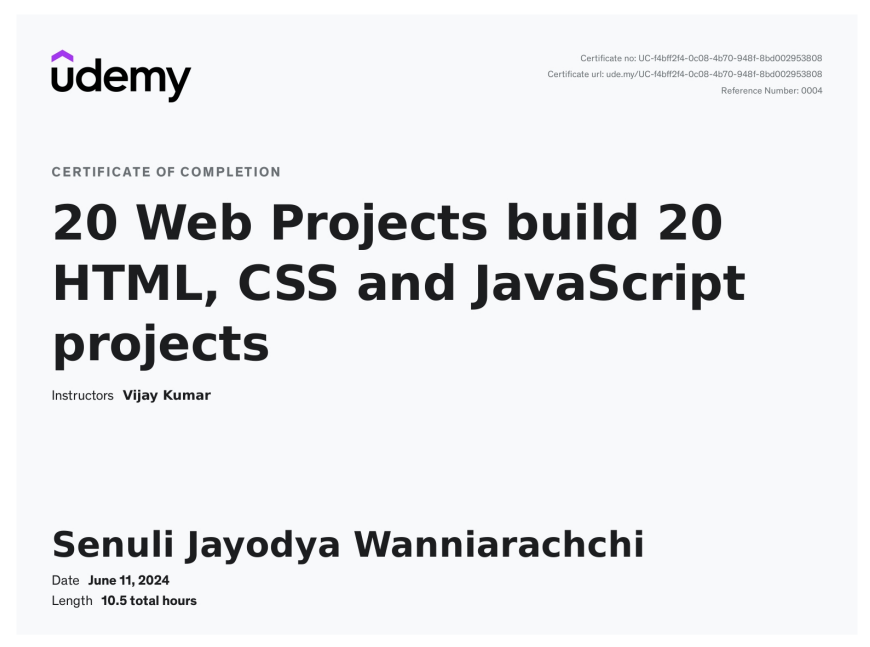 udemy
Certificate no: UC-f4bff2f4-0c08-4b70-948f-8bd002953808
Certificate url: ude.my/UC-f4bff2f4-0c08-4b70-948f-8bd002953808
Reference Number: 0004
CERTIFICATE OF COMPLETION
20 Web Projects build 20
HTML, CSS and JavaScript
projects
Instructors Vijay Kumar
Senuli Jayodya Wanniarachchi
Date June 11, 2024
Length 10.5 total hours